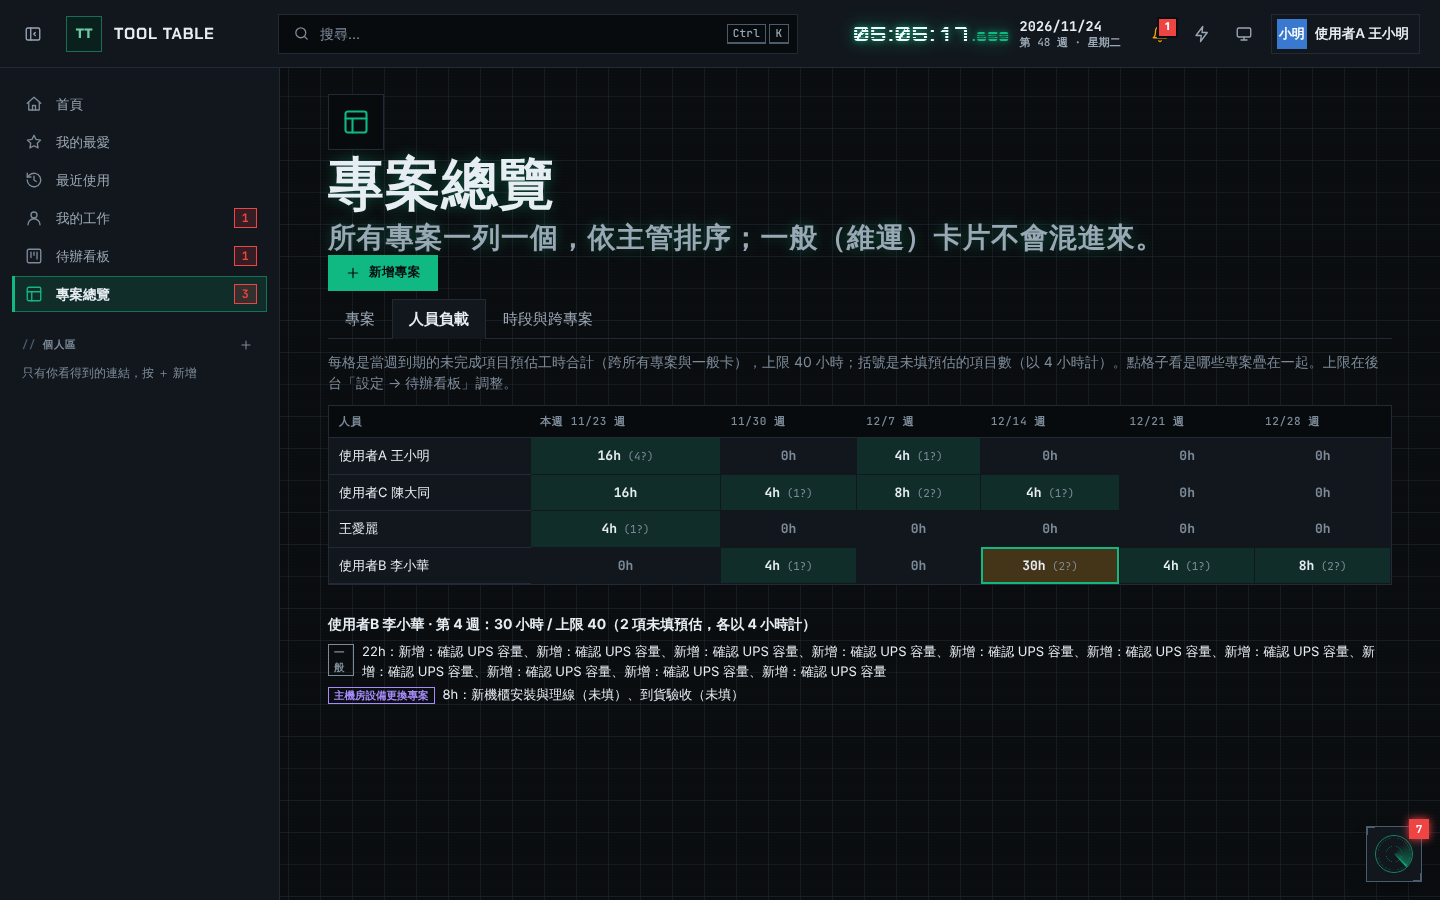 TT TOOL TABLE
搜尋... Ctrl K
05:05:17
2026/11/24
第 48 週 · 星期二
1
小明 使用者A 王小明
首頁
我的最愛
最近使用
我的工作 1
待辦看板 1
專案總覽 3
// 個人區 +
只有你看得到的連結，按 + 新增
專案總覽
所有專案一列一個，依主管排序；一般（維運）卡片不會混進來。
+ 新增專案
專案 人員負載 時段與跨專案
每格是當週到期的未完成項目預估工時合計（跨所有專案與一般卡），上限 40 小時；括號是未填預估的項目數（以 4 小時計）。點格子看是哪些專案疊在一起。上限在後
台「設定 → 待辦看板」調整。
人員 本週 11/23 週 11/30 週 12/7 週 12/14 週 12/21 週 12/28 週
使用者A 王小明 16h (4?) 0h 4h (1?) 0h 0h 0h
使用者C 陳大同 16h 4h (1?) 8h (2?) 4h (1?) 0h 0h
王愛麗 4h (1?) 0h 0h 0h 0h 0h
使用者B 李小華 0h 4h (1?) 0h 30h (2?) 4h (1?) 8h (2?)
使用者B 李小華 · 第 4 週：30 小時 / 上限 40（2 項未填預估，各以 4 小時計）
一般 22h：新增：確認 UPS 容量、新增：確認 UPS 容量、新增：確認 UPS 容量、新增：確認 UPS 容量、新增：確認 UPS 容量、新增：確認 UPS 容量、新增：確認 UPS 容量、新
增：確認 UPS 容量、新增：確認 UPS 容量、新增：確認 UPS 容量、新增：確認 UPS 容量
主機房設備更換專案 8h：新機櫃安裝與理線（未填）、到貨驗收（未填）
7